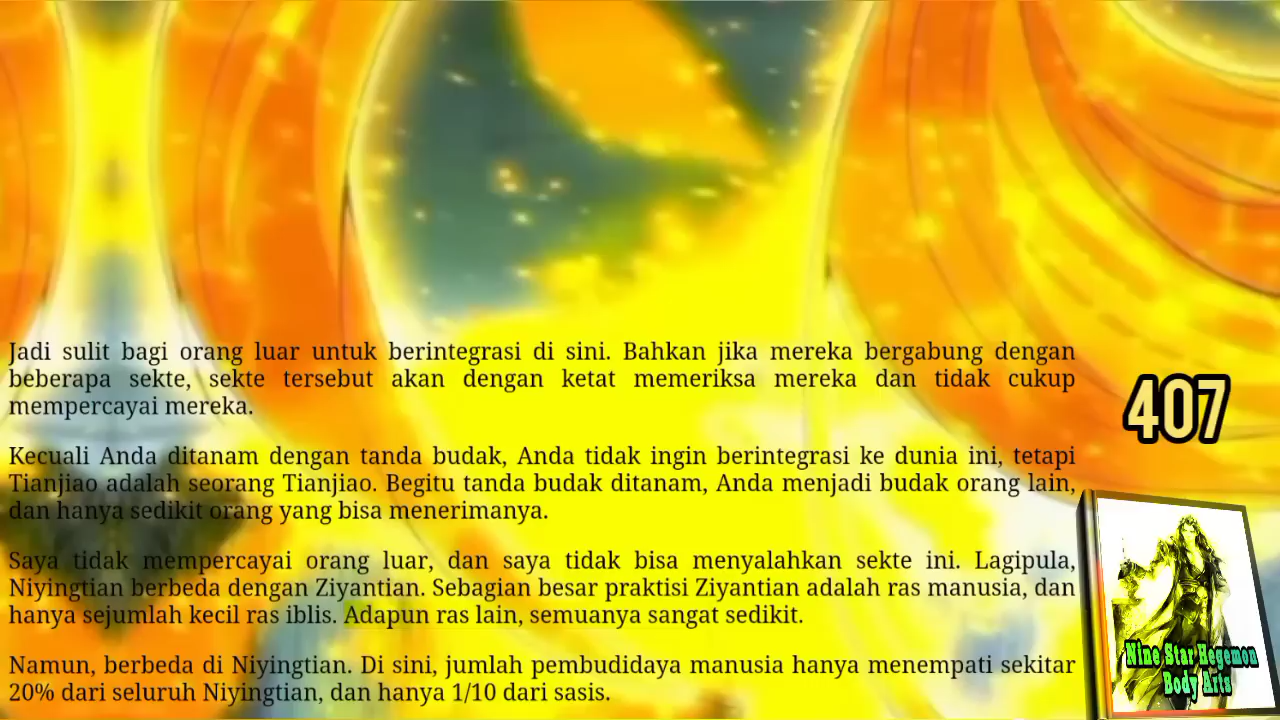 Jadi sulit bagi orang luar untuk berintegrasi di sini. Bahkan jika mereka bergabung dengan
beberapa sekte, sekte tersebut akan dengan ketat memeriksa mereka dan tidak cukup
mempercayai mereka.
Kecuali Anda ditanam dengan tanda budak, Anda tidak ingin berintegrasi ke dunia ini, tetapi
Tianjiao adalah seorang Tianjiao. Begitu tanda budak ditanam, Anda menjadi budak orang lain,
dan hanya sedikit orang yang bisa menerimanya.
Saya tidak mempercayai orang luar, dan saya tidak bisa menyalahkan sekte ini. Lagipula,
Niyingtian berbeda dengan Ziyantian. Sebagian besar praktisi Ziyantian adalah ras manusia, dan
hanya sejumlah kecil ras iblis. Adapun ras lain, semuanya sangat sedikit.
Namun, berbeda di Niyingtian. Di sini, jumlah pembudidaya manusia hanya menempati sekitar
20% dari seluruh Niyingtian, dan hanya 1/10 dari sasis.
407
Nine Star Hegemon
Body Arts